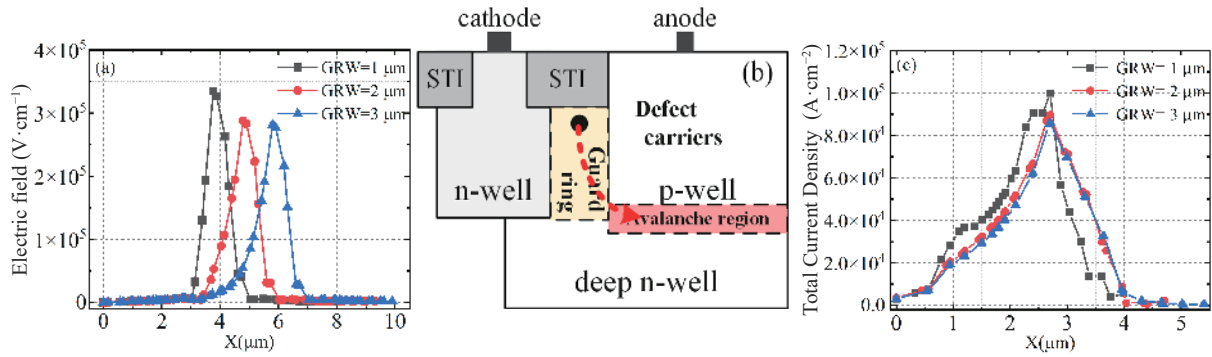 (a)
GRW=1 μm
GRW=2 μm
GRW=3 μm
4×10⁵
3×10⁵
2×10⁵
1×10⁵
0
Electric field (V·cm⁻¹)
0 2 4 6 8 10
X(μm)
cathode anode
STI STI (b)
Defect
carriers
n-well
Guard
ring
p-well
Avalanche region
deep n-well
(c)
GRW= 1 μm
GRW= 2 μm
GRW= 3 μm
1.2×10⁵
1.0×10⁵
8.0×10⁴
6.0×10⁴
4.0×10⁴
2.0×10⁴
0.0
Total Current Density (A·cm⁻²)
0 1 2 3 4 5
X(μm)